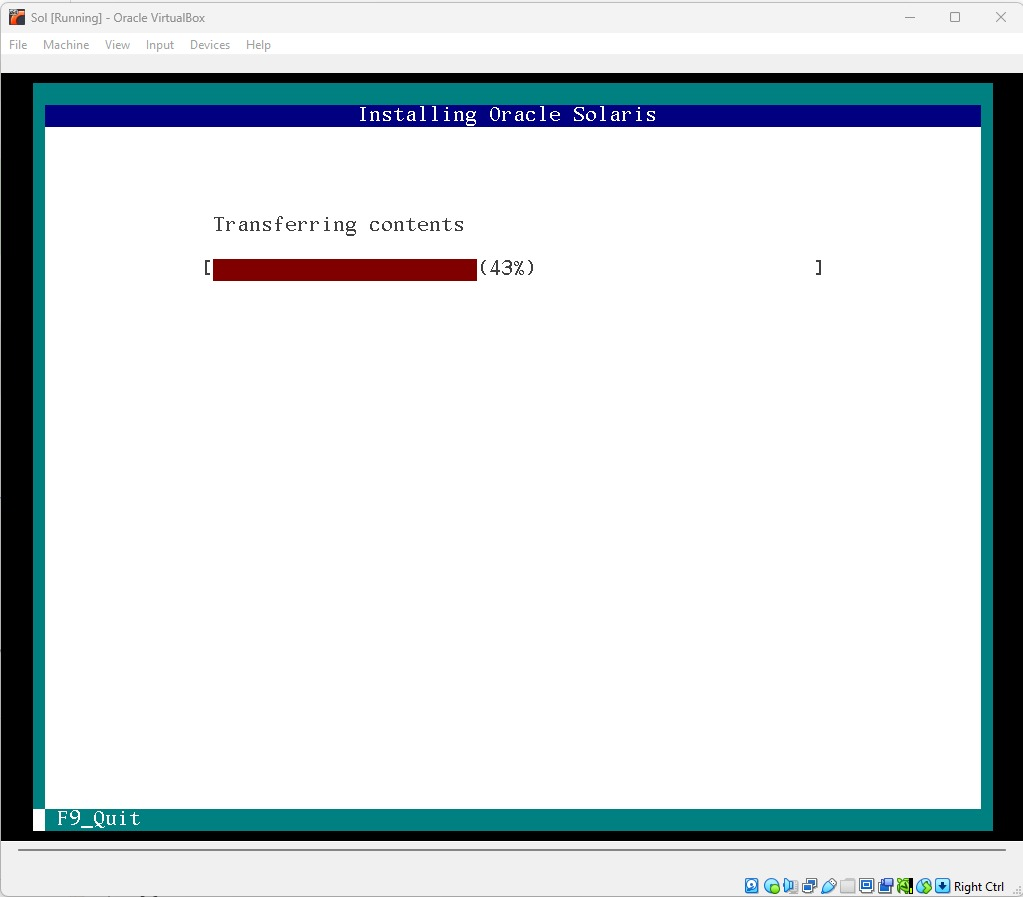 Sol [Running] - Oracle VirtualBox
File Machine View Input Devices Help
Installing Oracle Solaris
Transferring contents
[(43%) ]
F9_Quit
Right Ctrl